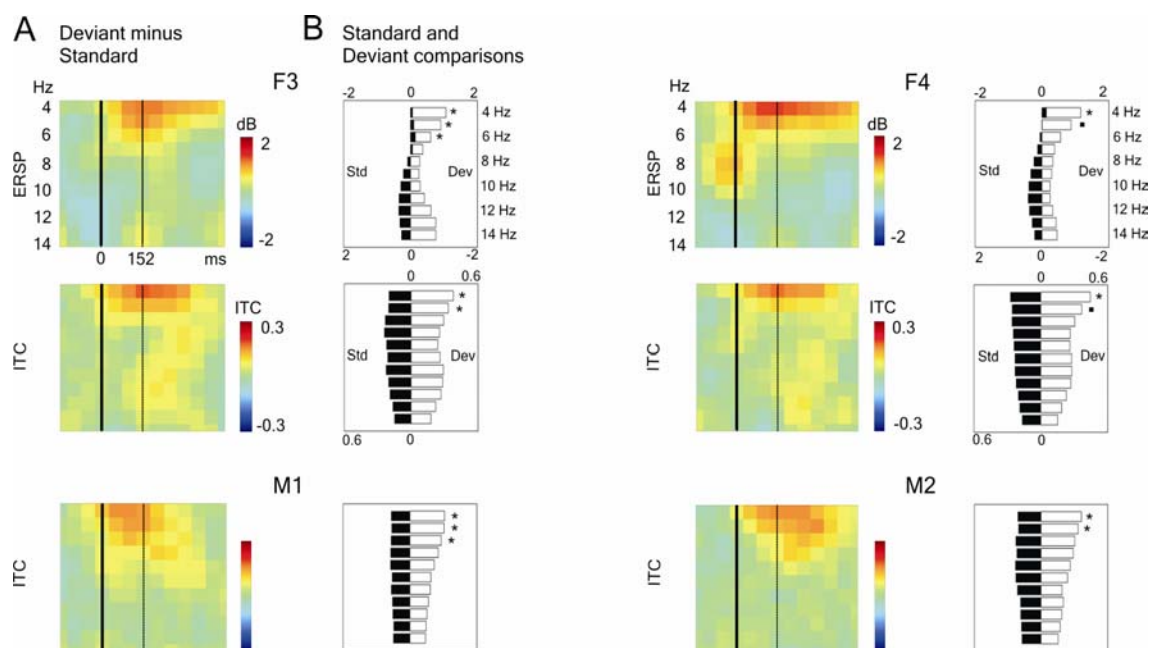 A Deviant minus Standard
B Standard and Deviant comparisons
F3
F4
Hz
4
6
8
10
12
14
ERSP
0 152 ms
dB
2
-2
-2 0 2
* 4 Hz
*
* 6 Hz
8 Hz
Std Dev
10 Hz
12 Hz
14 Hz
2 0 -2
Hz
4
6
8
10
12
14
ERSP
dB
2
-2
-2 0 2
* 4 Hz
▪
6 Hz
8 Hz
Std Dev
10 Hz
12 Hz
14 Hz
2 0 -2
ITC
ITC
0.3
-0.3
0 0.6
*
*
Std Dev
0.6 0
ITC
ITC
0.3
-0.3
0 0.6
*
▪
Std Dev
0.6 0
M1
M2
ITC
*
*
*
ITC
*
*